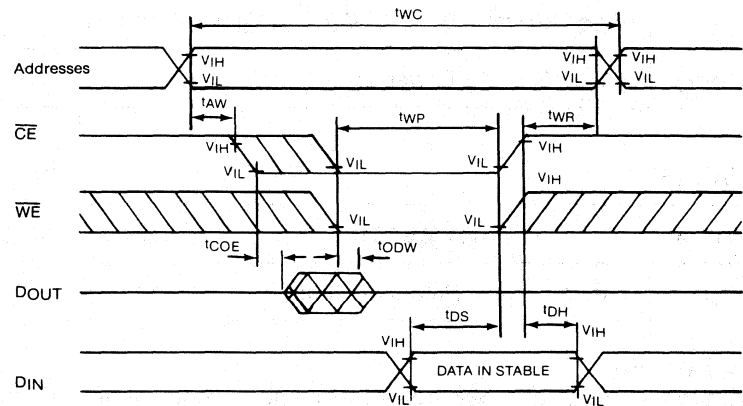 tWC
Addresses
VIH
VIL
VIH
VIL
VIH
VIL
tAW
tWP
tWR
CE
VIH
VIL
VIL
VIL
VIH
VIH
WE
VIL
VIL
tCOE
tODW
DOUT
tDS
tDH
VIH
VIH
DIN
DATA IN STABLE
VIL
VIL